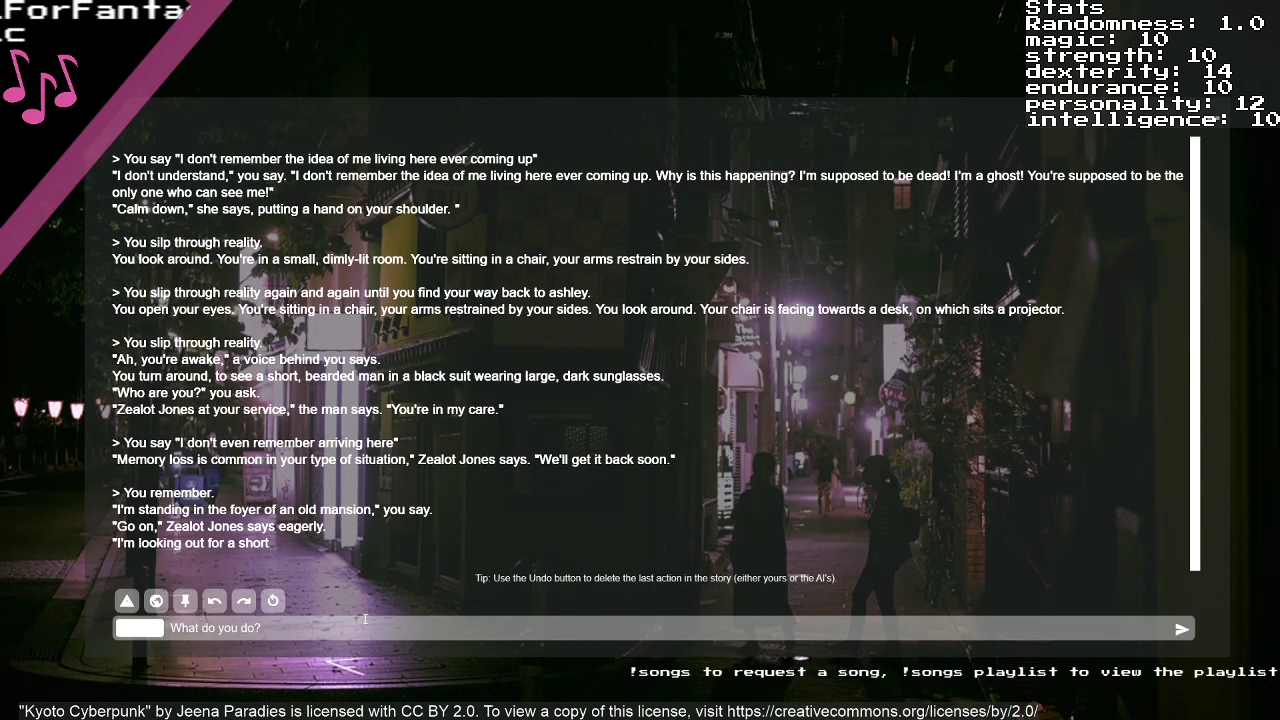 ForFanta
c
Stats
Randomness: 1.0
magic: 10
strength: 10
dexterity: 14
endurance: 10
personality: 12
intelligence: 10
> You say "I don't remember the idea of me living here ever coming up"
"I don't understand," you say. "I don't remember the idea of me living here ever coming up. Why is this happening? I'm supposed to be dead! I'm a ghost! You're supposed to be the
only one who can see me!"
"Calm down," she says, putting a hand on your shoulder. "
> You silp through reality.
You look around. You're in a small, dimly-lit room. You're sitting in a chair, your arms restrain by your sides.
> You slip through reality again and again until you find your way back to ashley.
You open your eyes. You're sitting in a chair, your arms restrained by your sides. You look around. Your chair is facing towards a desk, on which sits a projector.
> You slip through reality.
"Ah, you're awake," a voice behind you says.
You turn around, to see a short, bearded man in a black suit wearing large, dark sunglasses.
"Who are you?" you ask.
"Zealot Jones at your service," the man says. "You're in my care."
> You say "I don't even remember arriving here"
"Memory loss is common in your type of situation," Zealot Jones says. "We'll get it back soon."
> You remember.
"I'm standing in the foyer of an old mansion," you say.
"Go on," Zealot Jones says eagerly.
"I'm looking out for a short
Tip: Use the Undo button to delete the last action in the story (either yours or the AI's).
What do you do?
!songs to request a song, !songs playlist to view the playlist
"Kyoto Cyberpunk" by Jeena Paradies is licensed with CC BY 2.0. To view a copy of this license, visit https://creativecommons.org/licenses/by/2.0/